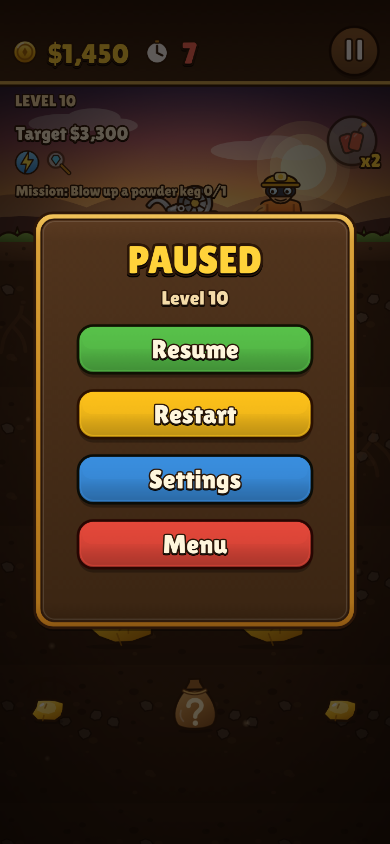 $1,450 7
LEVEL 10
Target $3,300
x2
Mission: Blow up a powder keg 0/1
PAUSED
Level 10
Resume
Restart
Settings
Menu
?